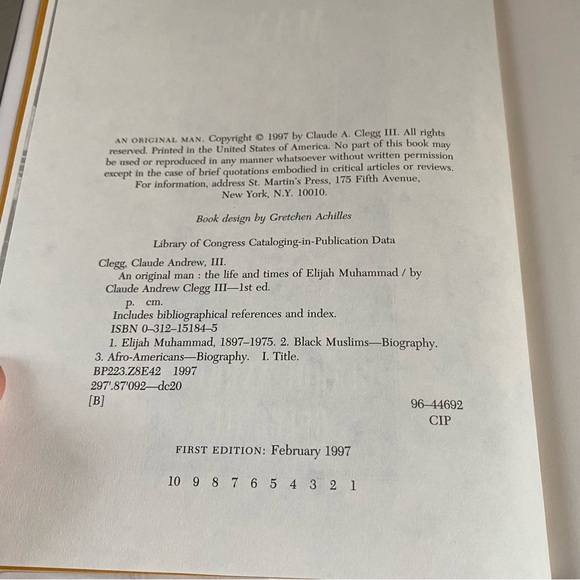 AN ORIGINAL MAN. Copyright © 1997 by Claude A. Clegg III. All rights
reserved. Printed in the United States of America. No part of this book may
be used or reproduced in any manner whatsoever without written permission
except in the case of brief quotations embodied in critical articles or reviews.
For information, address St. Martin's Press, 175 Fifth Avenue,
New York, N.Y. 10010.
Book design by Gretchen Achilles
Library of Congress Cataloging-in-Publication Data
Clegg, Claude Andrew, III.
An original man : the life and times of Elijah Muhammad / by
Claude Andrew Clegg III—1st ed.
p. cm.
Includes bibliographical references and index.
ISBN 0-312-15184-5
1. Elijah Muhammad, 1897–1975. 2. Black Muslims—Biography.
3. Afro-Americans—Biography. I. Title.
BP223.Z8E42 1997
297'.87'092—dc20
[B]
96-44692
CIP
FIRST EDITION: February 1997
10 9 8 7 6 5 4 3 2 1